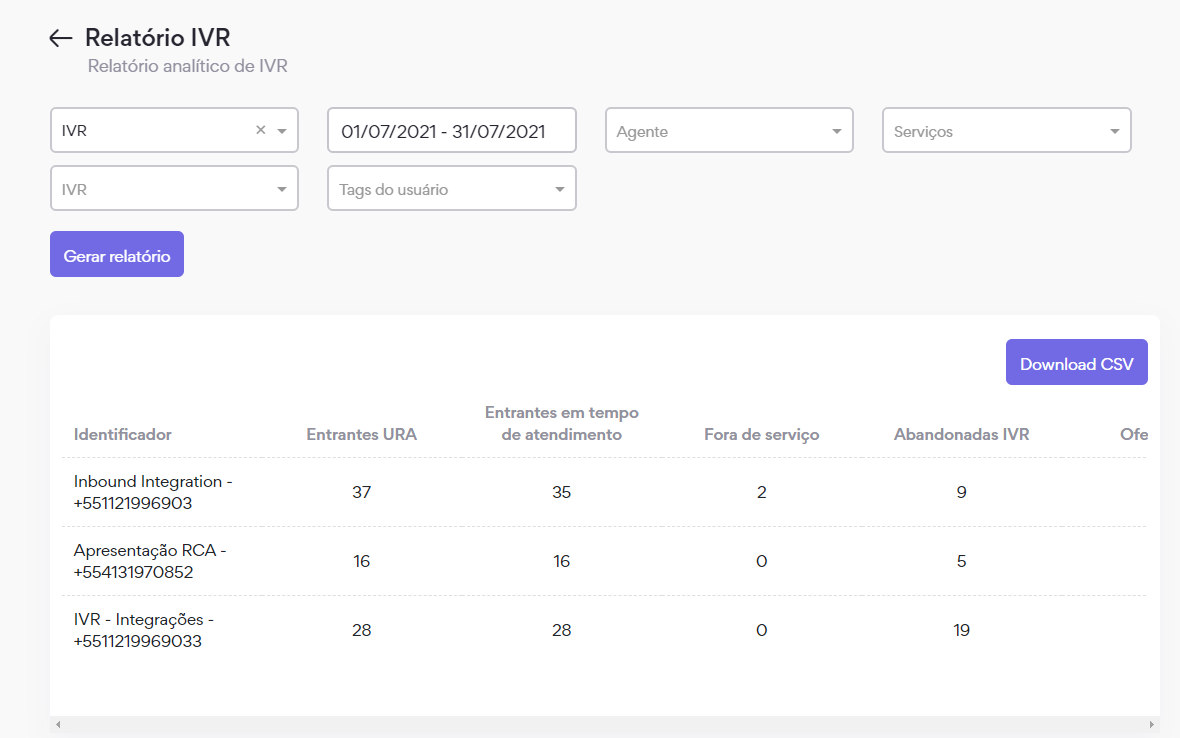 Relatório IVR
Relatório analítico de IVR
IVR
01/07/2021 - 31/07/2021
Agente
Serviços
IVR
Tags do usuário
Gerar relatório
Download CSV
Identificador
Entrantes URA
Entrantes em tempo
de atendimento
Fora de serviço
Abandonadas IVR
Ofe
Inbound Integration -
+551121996903
37
35
2
9
Apresentação RCA -
+554131970852
16
16
0
5
IVR - Integrações -
+5511219969033
28
28
0
19